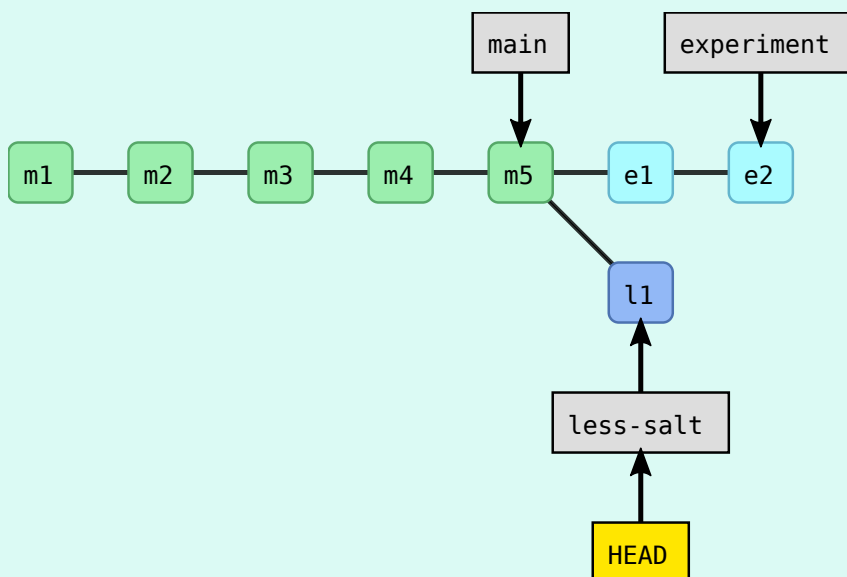 main experiment
m1 m2 m3 m4 m5 e1 e2
l1
less-salt
HEAD